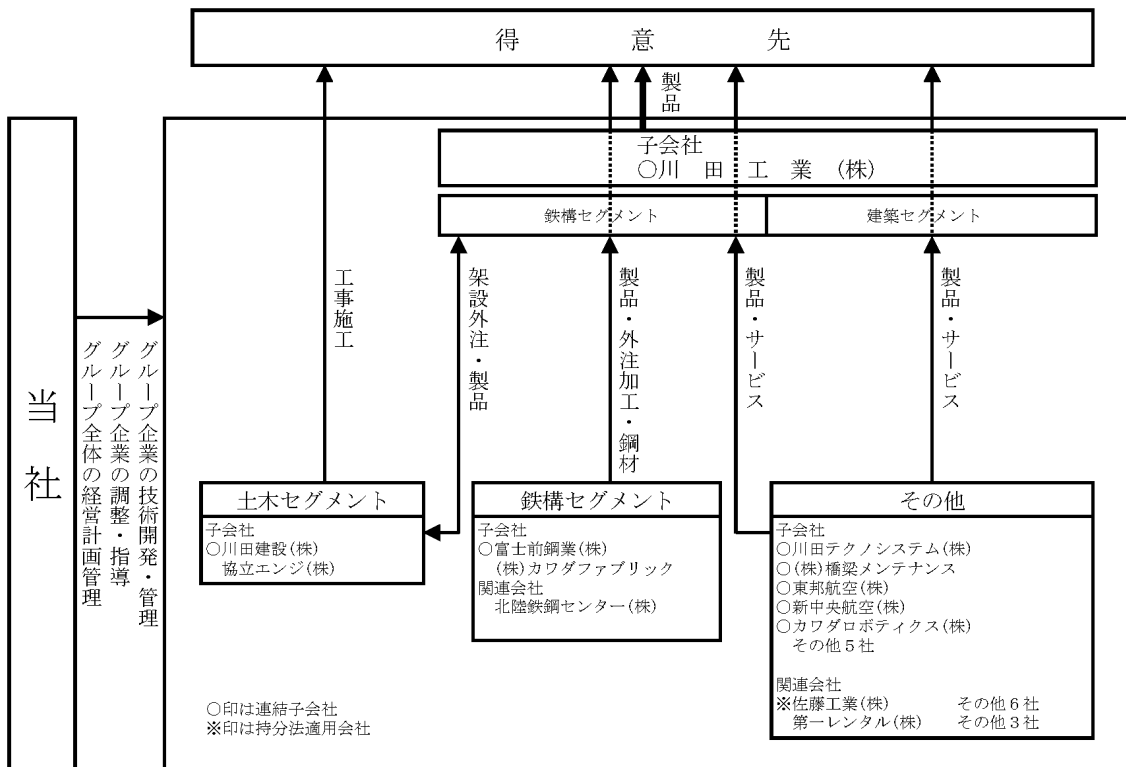 得意先
製品
子会社
○川田工業(株)
鉄構セグメント
建築セグメント
工事施工
架設外注・製品
製品・外注加工・鋼材
製品・サービス
製品・サービス
当社
グループ企業の技術開発・管理
グループ企業の調整・指導
グループ全体の経営計画管理
土木セグメント
子会社
○川田建設(株)
協立エンジ(株)
鉄構セグメント
子会社
○富士前鋼業(株)
(株)カワダファブリック
関連会社
北陸鉄鋼センター(株)
その他
子会社
○川田テクノシステム(株)
○(株)橋梁メンテナンス
○東邦航空(株)
○新中央航空(株)
○カワダロボティクス(株)
その他5社
関連会社
※佐藤工業(株) その他6社
第一レンタル(株) その他3社
○印は連結子会社
※印は持分法適用会社